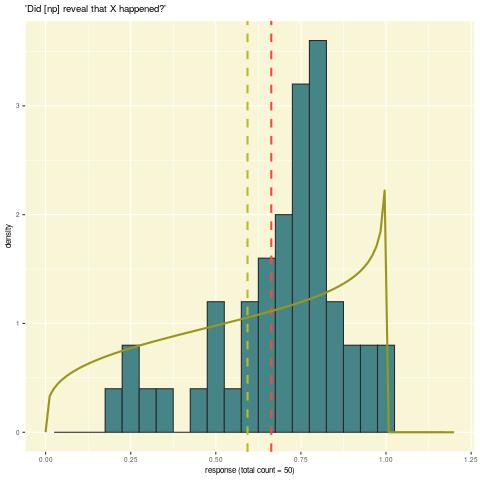 'Did [np] reveal that X happened?'
density
3
2
1
0
0.00 0.25 0.50 0.75 1.00 1.25
response (total count = 50)